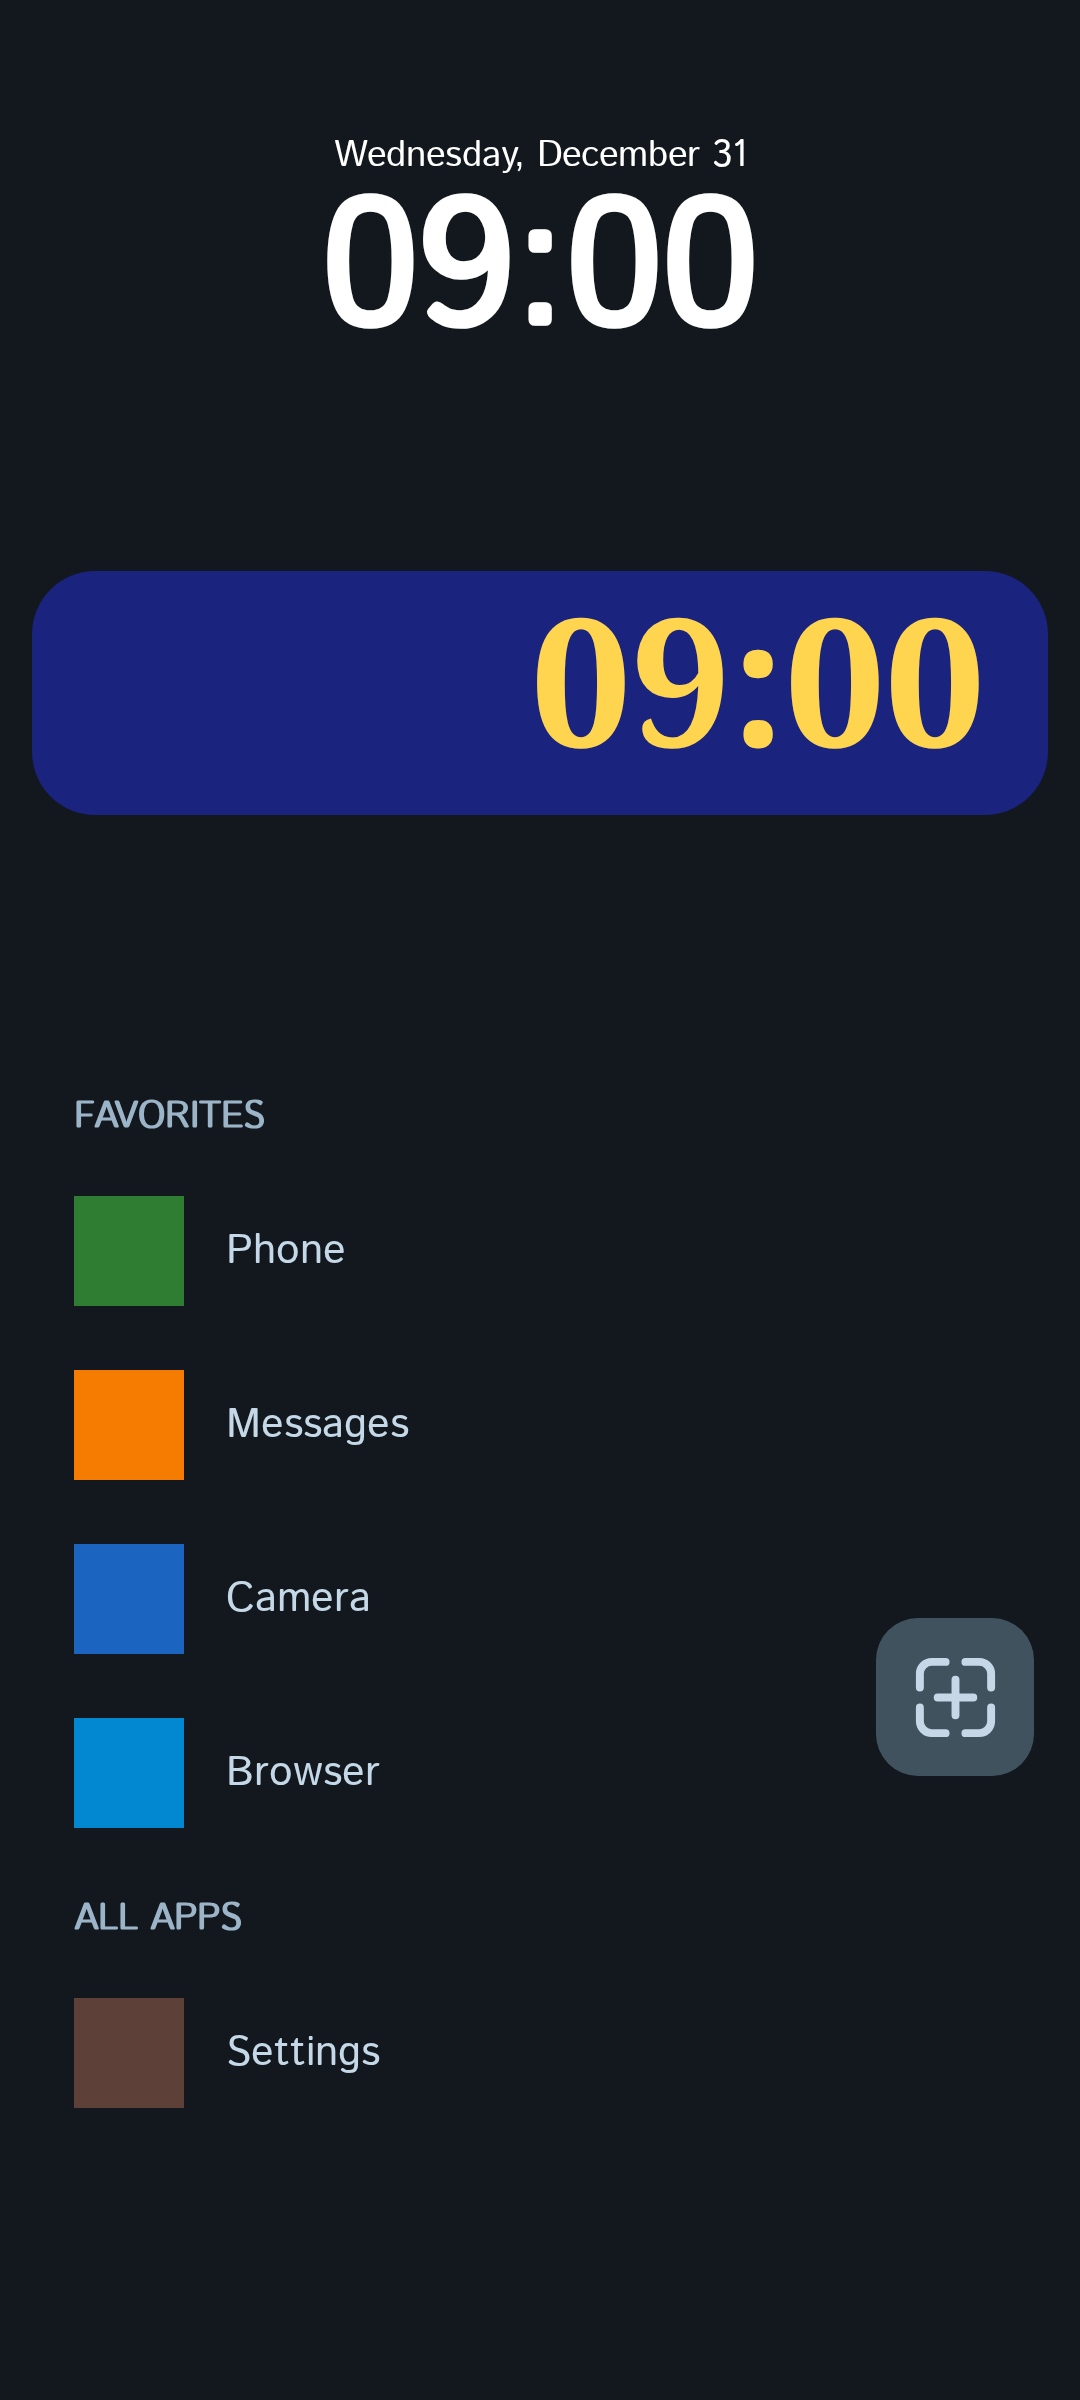 Wednesday, December 31
09:00
09:00
FAVORITES
Phone
Messages
Camera
Browser
ALL APPS
Settings